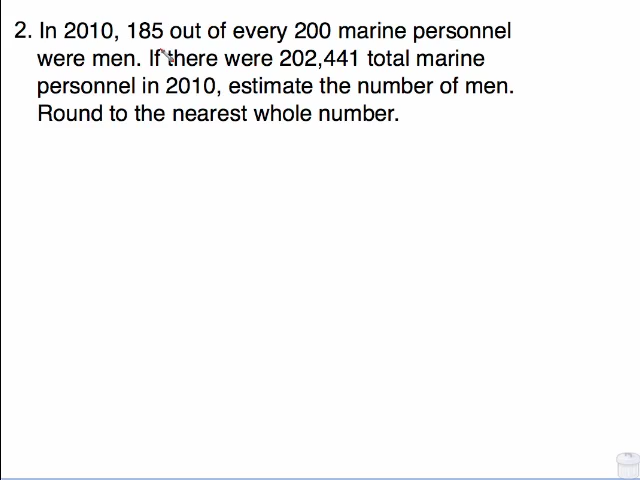 2. In 2010, 185 out of every 200 marine personnel
were men. If there were 202,441 total marine
personnel in 2010, estimate the number of men.
Round to the nearest whole number.